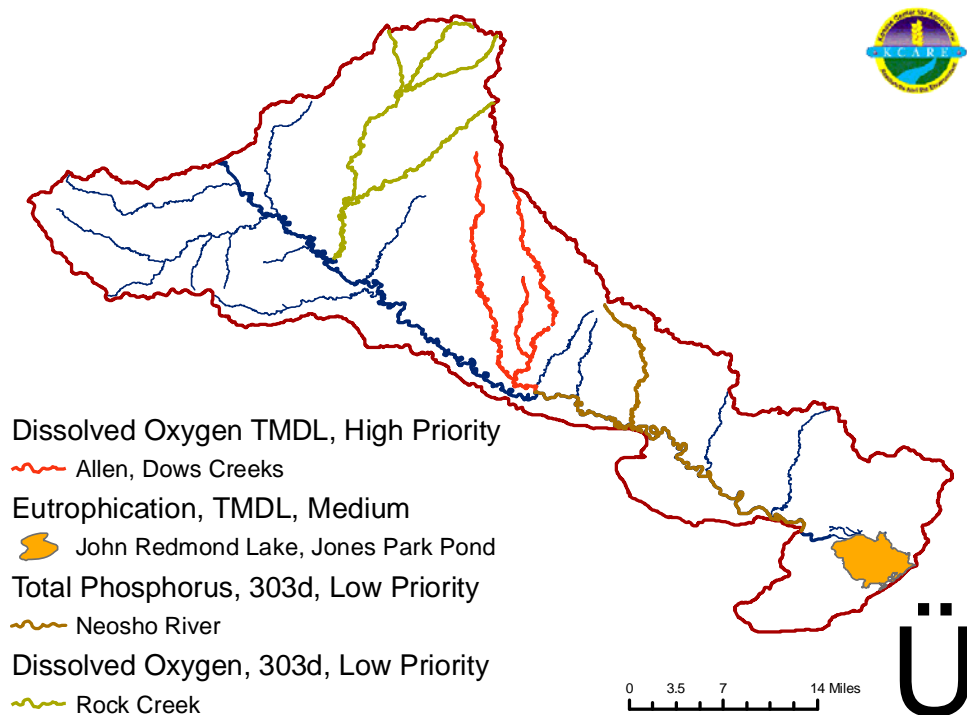 KCARE
Dissolved Oxygen TMDL, High Priority
Allen, Dows Creeks
Eutrophication, TMDL, Medium
John Redmond Lake, Jones Park Pond
Total Phosphorus, 303d, Low Priority
Neosho River
Dissolved Oxygen, 303d, Low Priority
Rock Creek
0 3.5 7 14 Miles
Ü